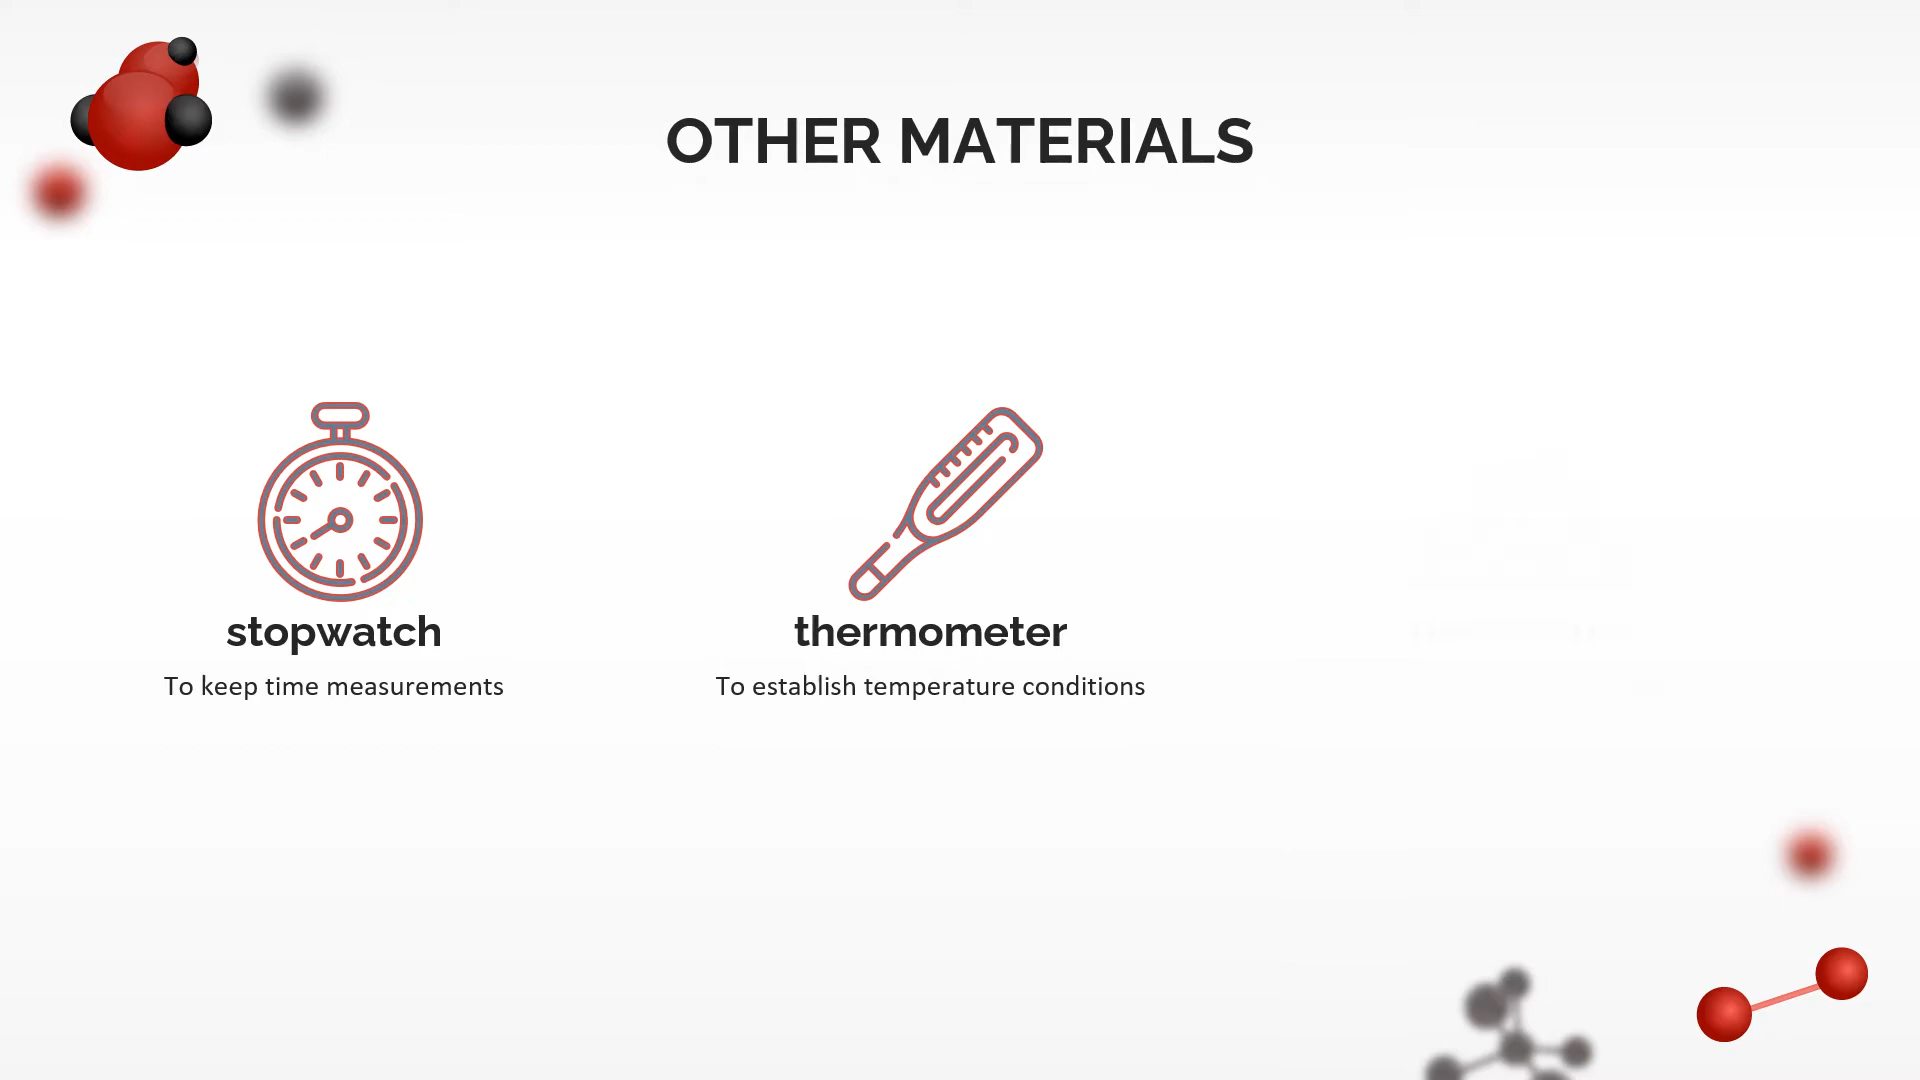 OTHER MATERIALS
stopwatch
To keep time measurements
thermometer
To establish temperature conditions